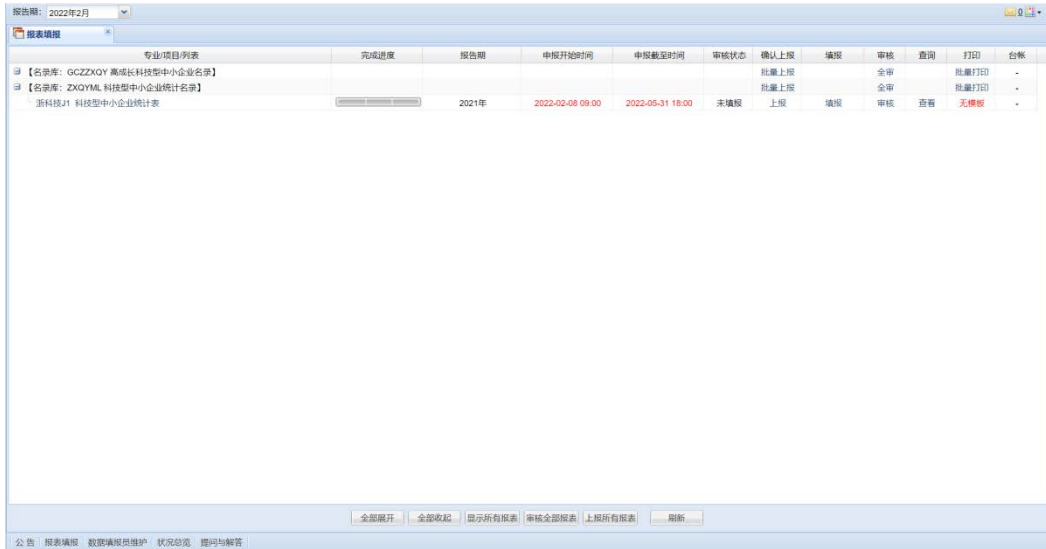 报告期: 2022年2月 0
报表填报
专业/项目/列表 完成进度 报告期 申报开始时间 申报截至时间 审核状态 确认上报 填报 审核 查询 打印 台帐
【名录库: GCZZXQY 高成长科技型中小企业名录】 批量上报 全审 批量打印 -
【名录库: ZXQYML 科技型中小企业统计名录】 批量上报 全审 批量打印 -
浙科技J1 科技型中小企业统计表 2021年 2022-02-08 09:00 2022-05-31 18:00 未填报 上报 填报 审核 查看 无模板 -
全部展开 全部收起 显示所有报表 审核全部报表 上报所有报表 刷新
公告 报表填报 数据填报员维护 状况总览 提问与解答